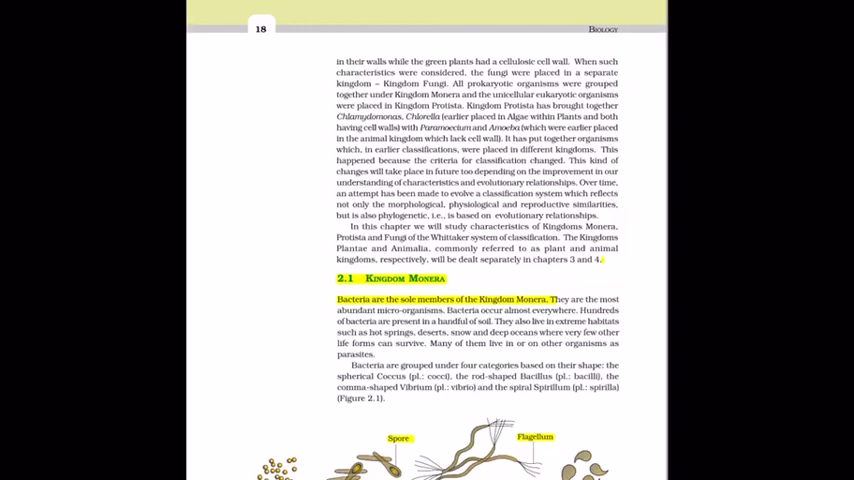 18
BIOLOGY
in their walls while the green plants had a cellulosic cell wall. When such
characteristics were considered, the fungi were placed in a separate
kingdom – Kingdom Fungi. All prokaryotic organisms were grouped
together under Kingdom Monera and the unicellular eukaryotic organisms
were placed in Kingdom Protista. Kingdom Protista has brought together
Chlamydomonas, Chlorella (earlier placed in Algae within Plants and both
having cell walls) with Paramoecium and Amoeba (which were earlier placed
in the animal kingdom which lack cell wall). It has put together organisms
which, in earlier classifications, were placed in different kingdoms. This
happened because the criteria for classification changed. This kind of
changes will take place in future too depending on the improvement in our
understanding of characteristics and evolutionary relationships. Over time,
an attempt has been made to evolve a classification system which reflects
not only the morphological, physiological and reproductive similarities,
but is also phylogenetic, i.e., is based on evolutionary relationships.
In this chapter we will study characteristics of Kingdoms Monera,
Protista and Fungi of the Whittaker system of classification. The Kingdoms
Plantae and Animalia, commonly referred to as plant and animal
kingdoms, respectively, will be dealt separately in chapters 3 and 4.
2.1 KINGDOM MONERA
Bacteria are the sole members of the Kingdom Monera. They are the most
abundant micro-organisms. Bacteria occur almost everywhere. Hundreds
of bacteria are present in a handful of soil. They also live in extreme habitats
such as hot springs, deserts, snow and deep oceans where very few other
life forms can survive. Many of them live in or on other organisms as
parasites.
Bacteria are grouped under four categories based on their shape: the
spherical Coccus (pl.: cocci), the rod-shaped Bacillus (pl.: bacilli), the
comma-shaped Vibrium (pl.: vibrio) and the spiral Spirillum (pl.: spirilla)
(Figure 2.1).
Spore
Flagellum